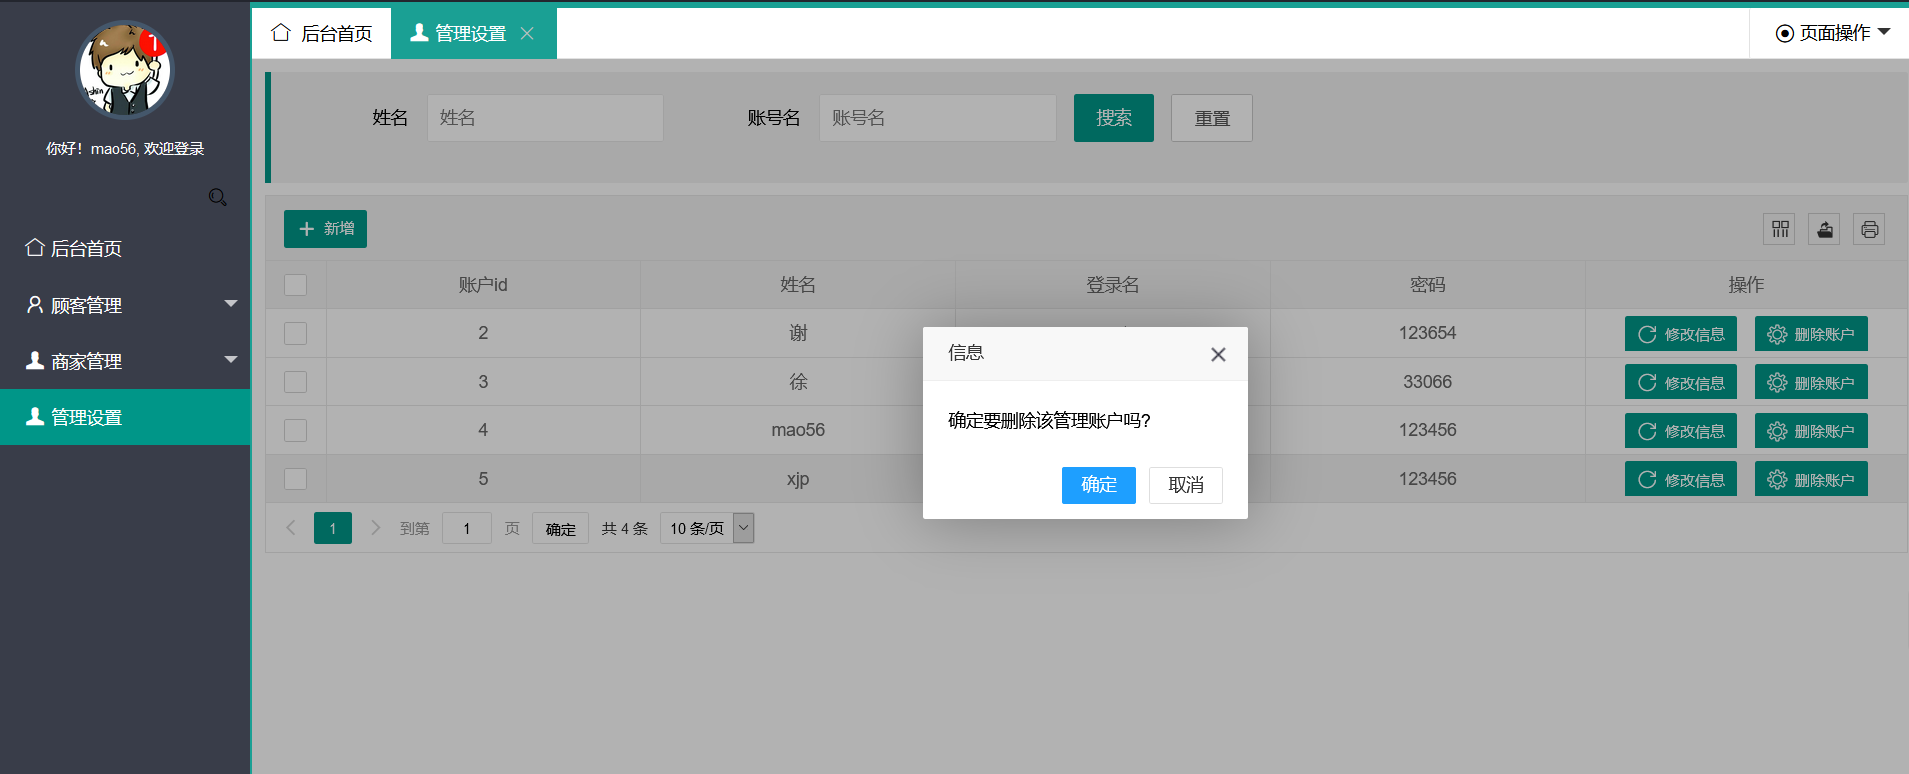 后台首页
管理设置
页面操作
你好！mao56, 欢迎登录
后台首页
顾客管理
商家管理
管理设置
姓名 姓名 账号名 账号名 搜索 重置
新增
账户id 姓名 登录名 密码 操作
2 谢 123654 修改信息 删除账户
3 徐 33066 修改信息 删除账户
4 mao56 123456 修改信息 删除账户
5 xjp 123456 修改信息 删除账户
信息
确定要删除该管理账户吗?
确定 取消
1 到第 1 页 确定 共 4 条 10 条/页